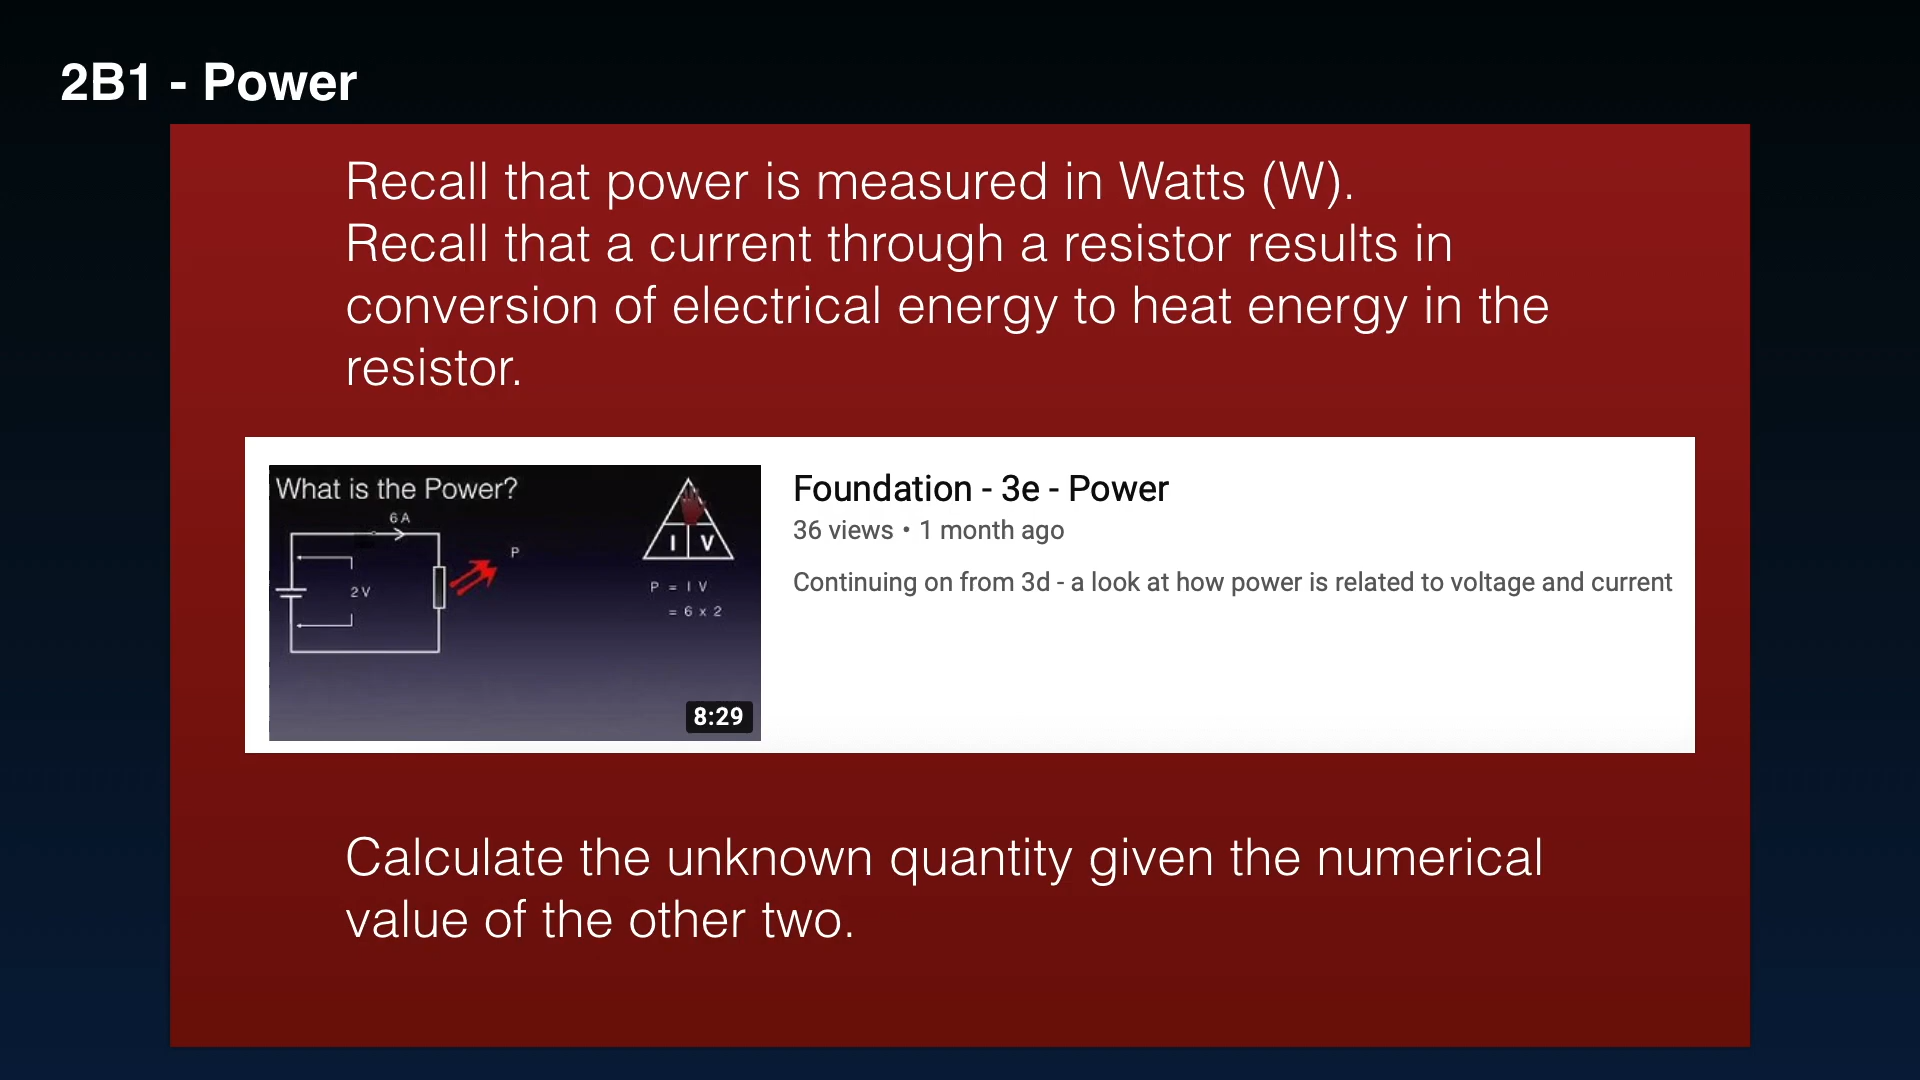 2B1 - Power
Recall that power is measured in Watts (W).
Recall that a current through a resistor results in
conversion of electrical energy to heat energy in the
resistor.
What is the Power?
6 A
P
2 V
I V
P = I V
= 6 x 2
8:29
Foundation - 3e - Power
36 views • 1 month ago
Continuing on from 3d - a look at how power is related to voltage and current
Calculate the unknown quantity given the numerical
value of the other two.